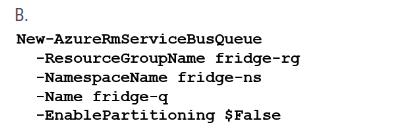 B.
New-AzureRmServiceBusQueue
-ResourceGroupName fridge-rg
-NamespaceName fridge-ns
-Name fridge-q
-EnablePartitioning $False